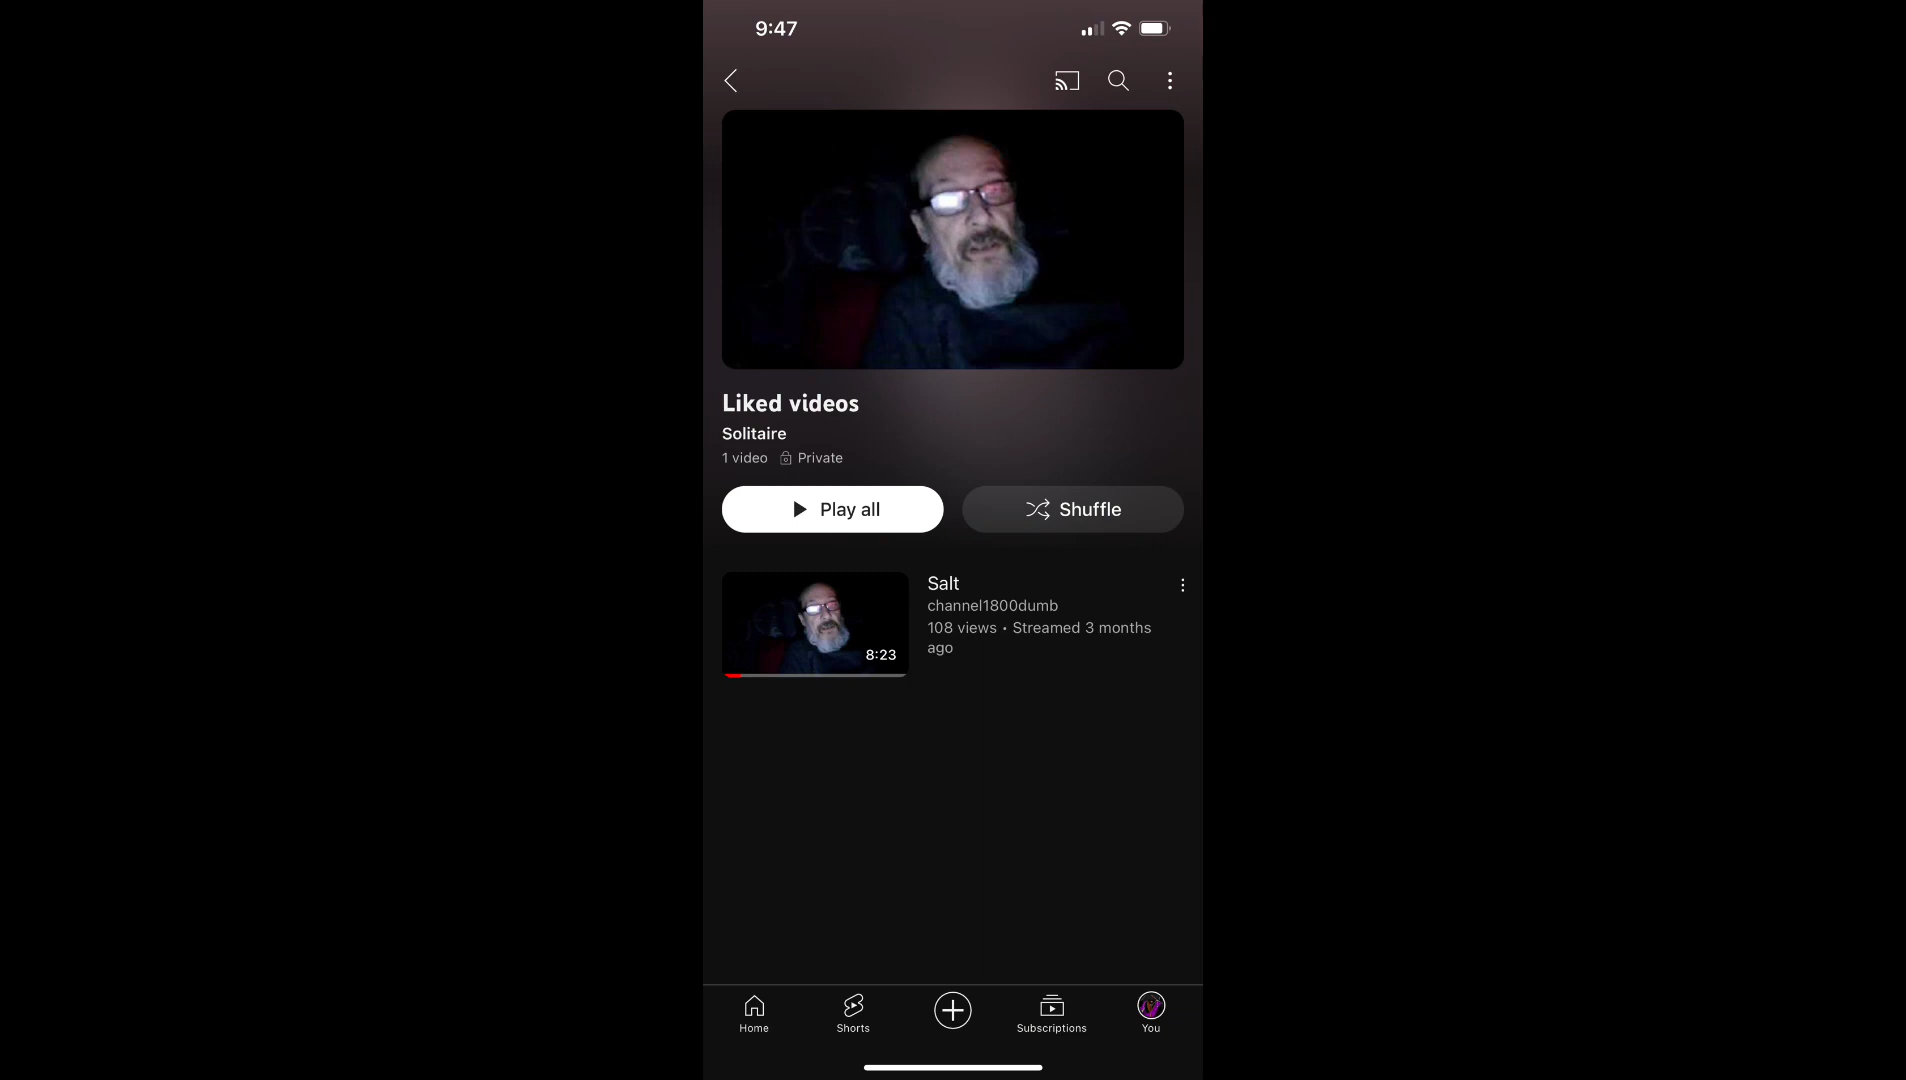 9:47
Liked videos
Solitaire
1 video Private
Play all
Shuffle
8:23
Salt
channel1800dumb
108 views • Streamed 3 months
ago
Home
Shorts
Subscriptions
You